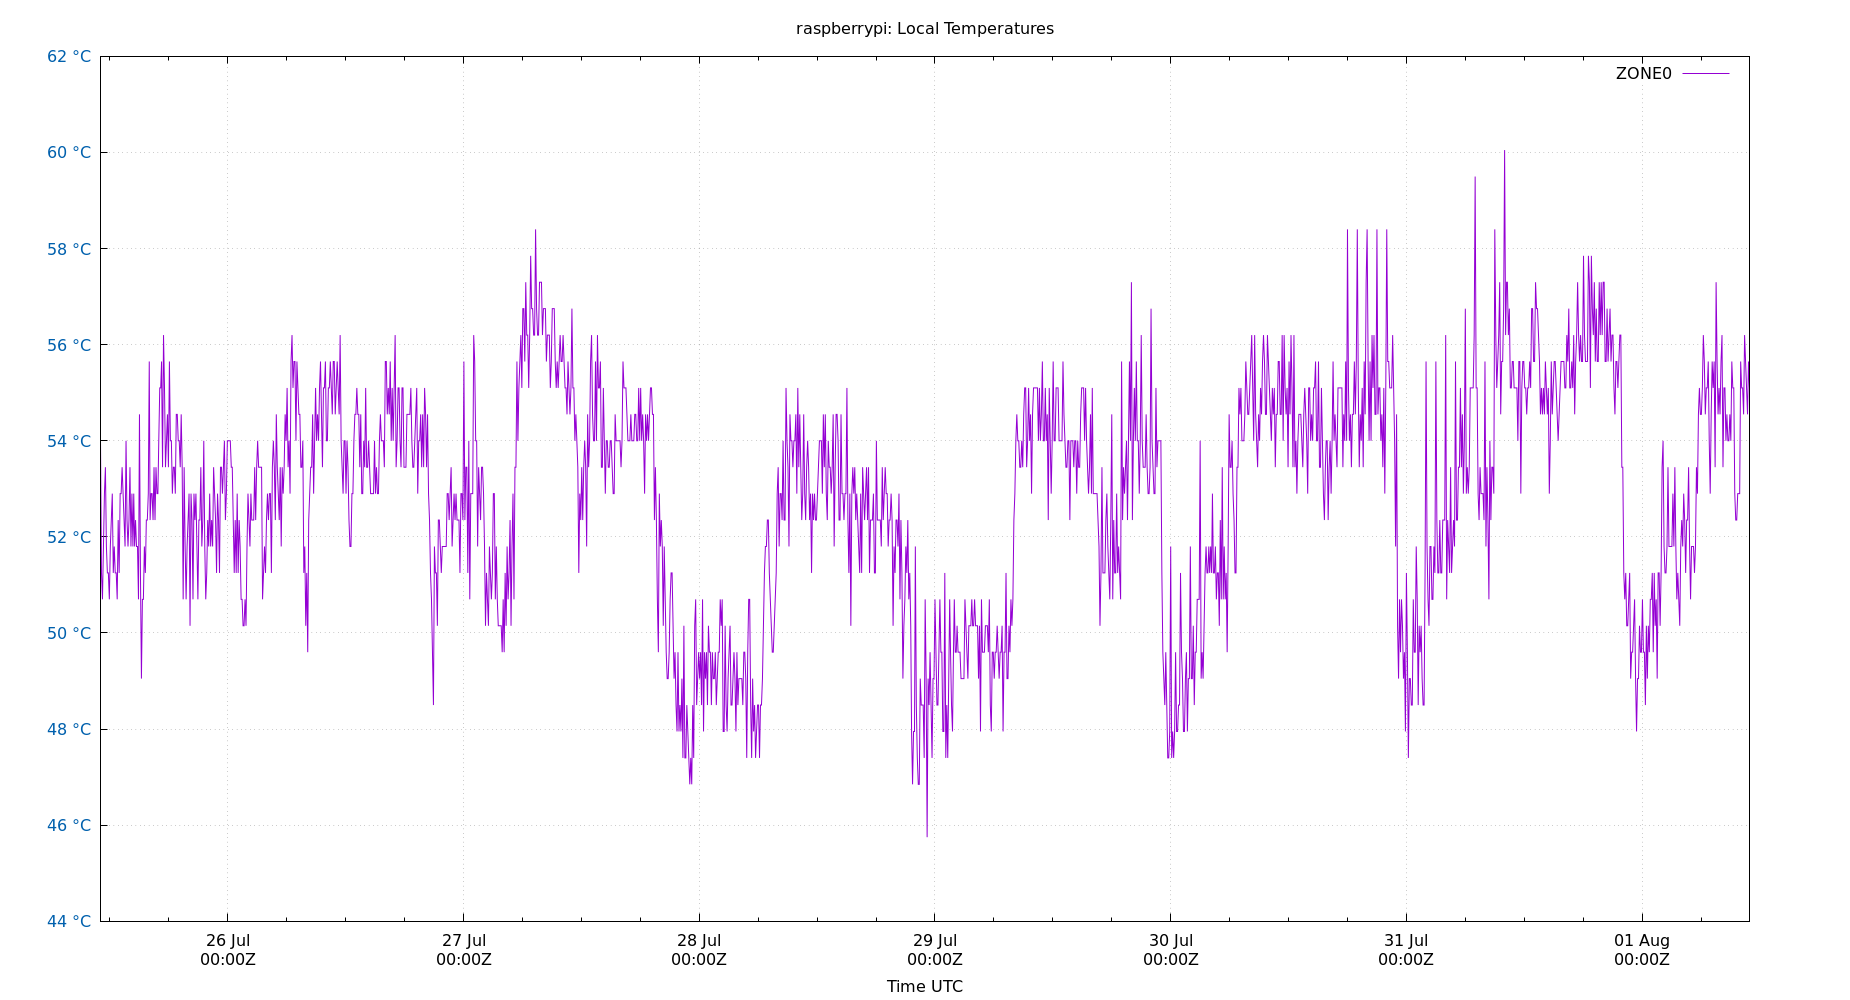 raspberrypi: Local Temperatures
62 °C
ZONE0
60 °C
58 °C
56 °C
54 °C
52 °C
50 °C
48 °C
46 °C
44 °C
26 Jul 27 Jul 28 Jul 29 Jul 30 Jul 31 Jul 01 Aug
00:00Z 00:00Z 00:00Z 00:00Z 00:00Z 00:00Z 00:00Z
Time UTC